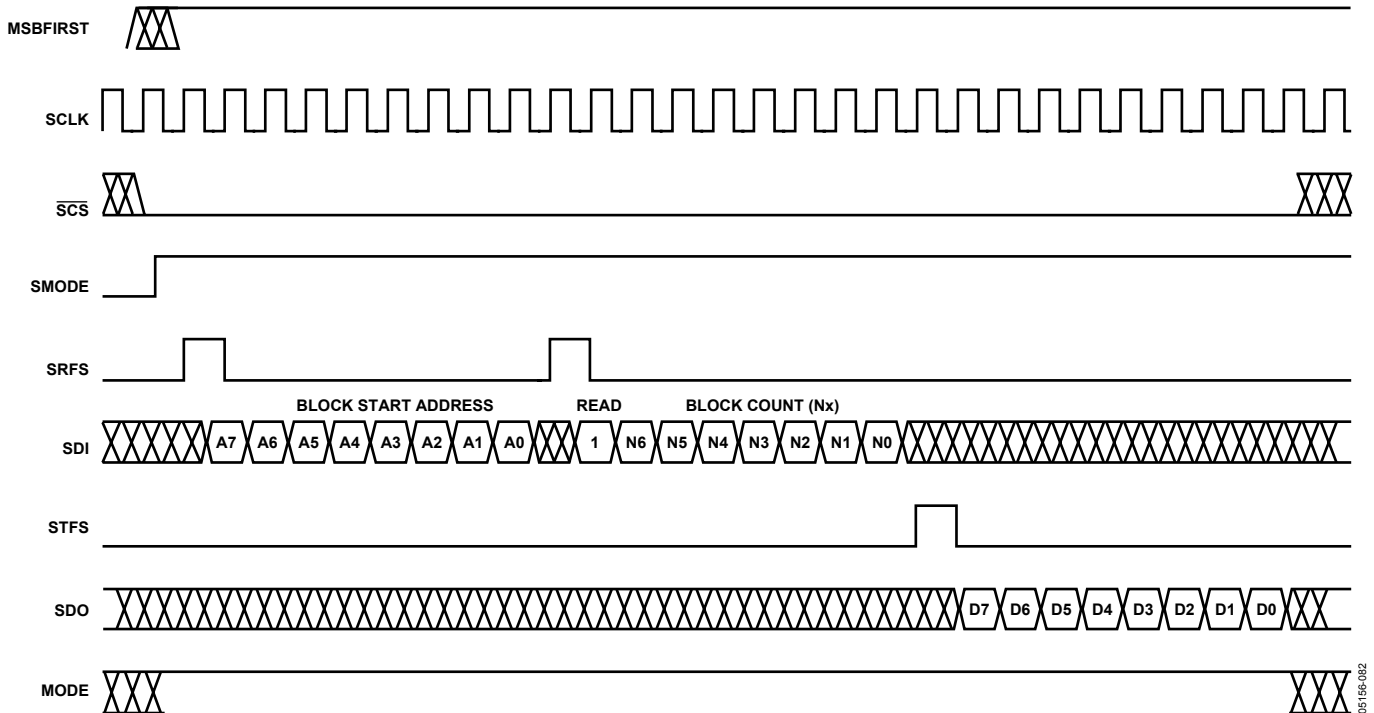 MSBFIRST
SCLK
SCS
SMODE
SRFS
BLOCK START ADDRESS READ BLOCK COUNT (Nx)
SDI A7 A6 A5 A4 A3 A2 A1 A0 1 N6 N5 N4 N3 N2 N1 N0
STFS
SDO D7 D6 D5 D4 D3 D2 D1 D0
MODE
05156-082